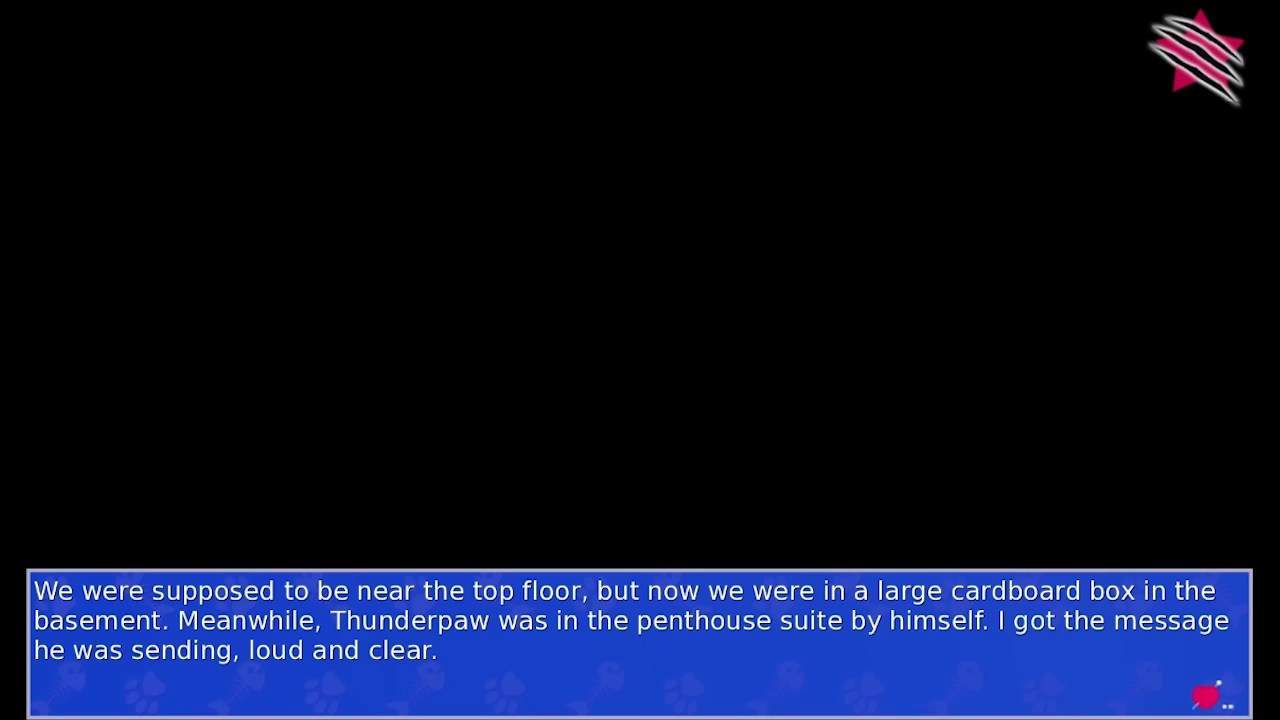 We were supposed to be near the top floor, but now we were in a large cardboard box in the
basement. Meanwhile, Thunderpaw was in the penthouse suite by himself. I got the message
he was sending, loud and clear.